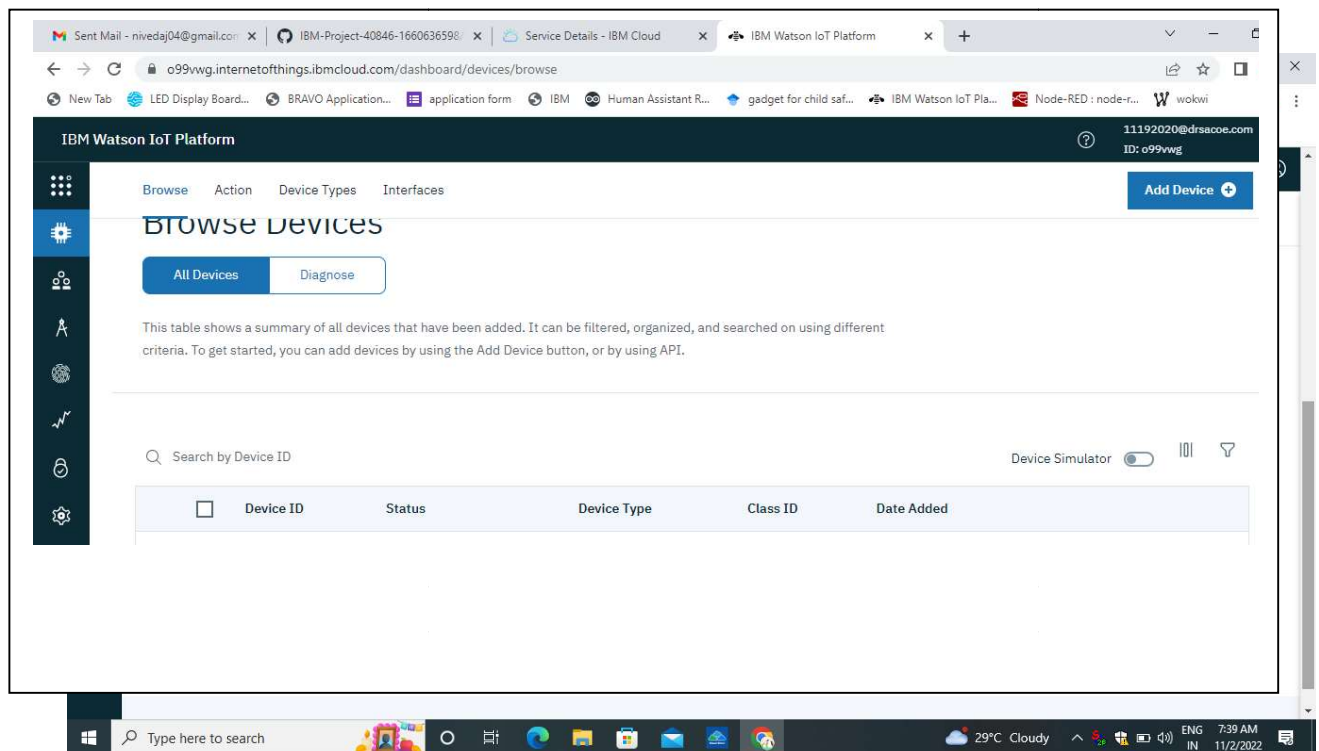 Sent Mail - nivedaj04@gmail.con
IBM-Project-40846-1660636598
Service Details - IBM Cloud
IBM Watson IoT Platform
o99vwg.internetofthings.ibmcloud.com/dashboard/devices/browse
New Tab LED Display Board... BRAVO Application... application form IBM Human Assistant R... gadget for child saf... IBM Watson IoT Pla... Node-RED : node-r... wokwi
IBM Watson IoT Platform
11192020@drsacoe.com
ID: o99vwg
Browse Action Device Types Interfaces
Add Device
Browse Devices
All Devices Diagnose
This table shows a summary of all devices that have been added. It can be filtered, organized, and searched on using different
criteria. To get started, you can add devices by using the Add Device button, or by using API.
Search by Device ID
Device Simulator
Device ID Status Device Type Class ID Date Added
Type here to search
29°C Cloudy
ENG
IN
7:39 AM
11/2/2022